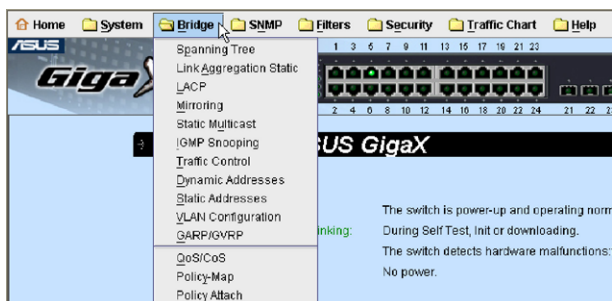 Home System Bridge SNMP Filters Security Traffic Chart Help
ASUS
GigaX
1 3 5 7 9 11 13 15 17 19 21 23
2 4 6 8 10 12 14 16 18 20 22 24
21 22
Spanning Tree
Link Aggregation Static
LACP
Mirroring
Static Multicast
IGMP Snooping
Traffic Control
Dynamic Addresses
Static Addresses
VLAN Configuration
GARP/GVRP
QoS/CoS
Policy-Map
Policy Attach
US GigaX
The switch is power-up and operating norm
inking: During Self Test, Init or downloading.
The switch detects hardware malfunctions:
No power.